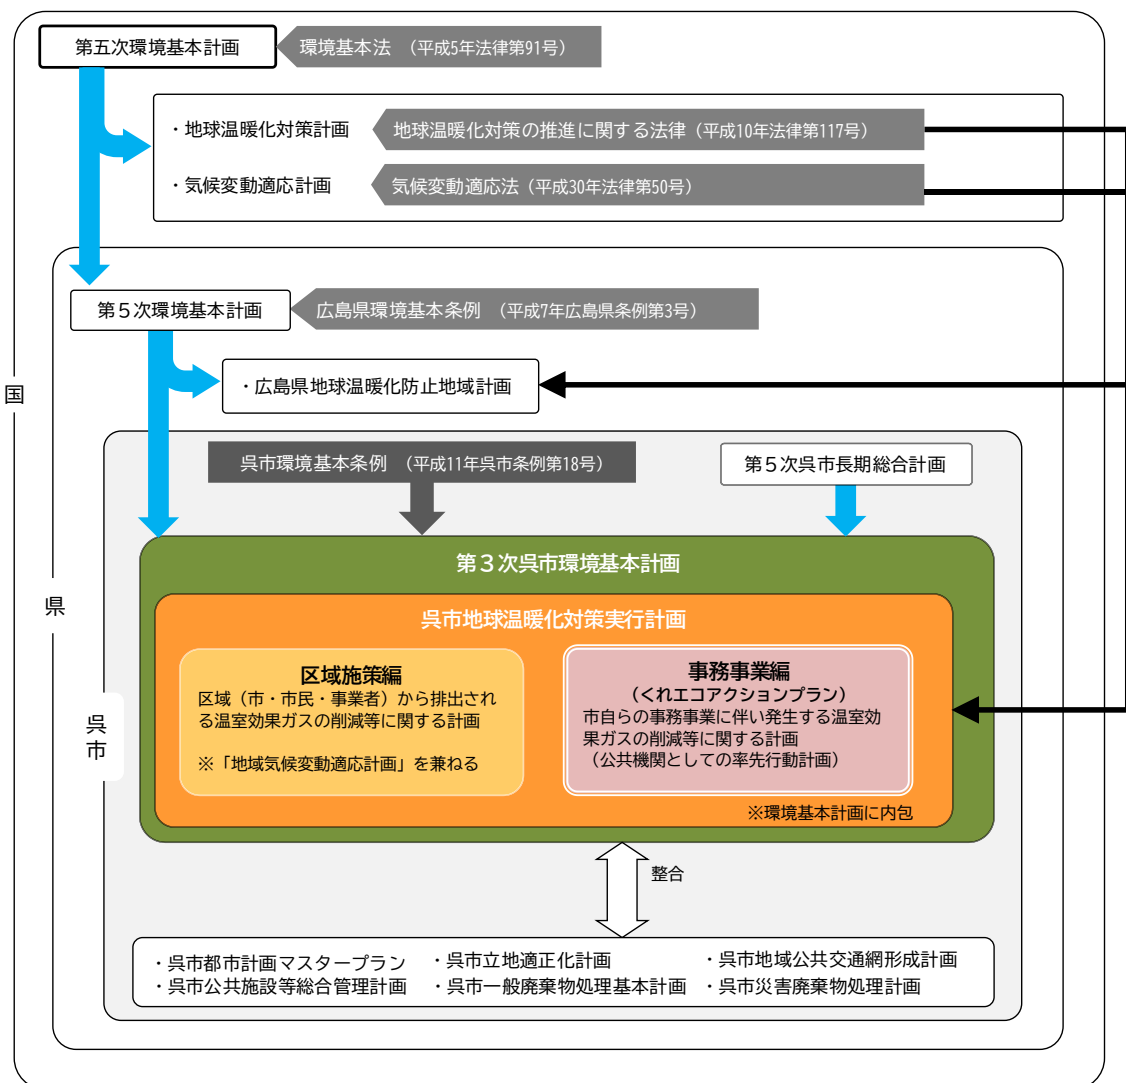 第五次環境基本計画
環境基本法 （平成5年法律第91号）
・地球温暖化対策計画
地球温暖化対策の推進に関する法律（平成10年法律第117号）
・気候変動適応計画
気候変動適応法（平成30年法律第50号）
第５次環境基本計画
広島県環境基本条例 （平成7年広島県条例第3号）
国
・広島県地球温暖化防止地域計画
呉市環境基本条例 （平成11年呉市条例第18号）
第５次呉市長期総合計画
第３次呉市環境基本計画
県
呉市地球温暖化対策実行計画
区域施策編
区域（市・市民・事業者）から排出され
る温室効果ガスの削減等に関する計画
※「地域気候変動適応計画」を兼ねる
事務事業編
（くれエコアクションプラン）
市自らの事務事業に伴い発生する温室効
果ガスの削減等に関する計画
（公共機関としての率先行動計画）
呉市
※環境基本計画に内包
整合
・呉市都市計画マスタープラン
・呉市立地適正化計画
・呉市地域公共交通網形成計画
・呉市公共施設等総合管理計画
・呉市一般廃棄物処理基本計画
・呉市災害廃棄物処理計画